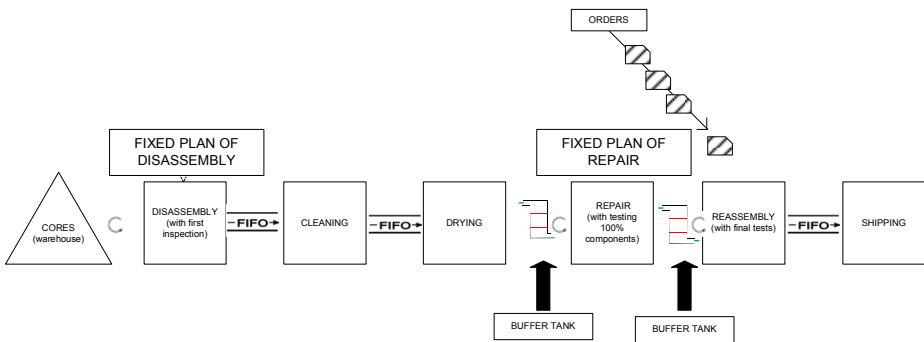 ORDERS
FIXED PLAN OF
DISASSEMBLY
FIXED PLAN OF
REPAIR
CORES
(warehouse)
DISASSEMBLY
(with first
inspection)
FIFO
CLEANING
FIFO
DRYING
REPAIR
(with testing
100%
components)
REASSEMBLY
(with final tests)
FIFO
SHIPPING
BUFFER TANK
BUFFER TANK